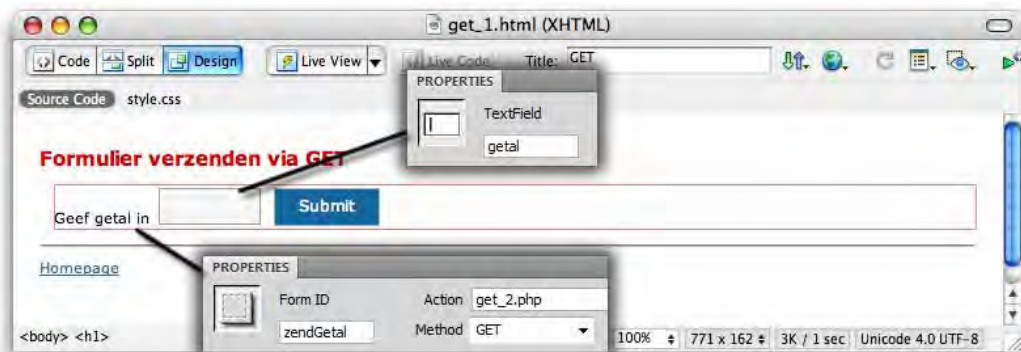 get_1.html (XHTML)
Code Split Design Live View Live Code Title: GET
PROPERTIES
Source Code style.css
TextField
getal
Formulier verzenden via GET
Geef getal in Submit
Homepage
PROPERTIES
Form ID Action get_2.php
zendGetal Method GET
<body> <h1> 100% 771 x 162 3K / 1 sec Unicode 4.0 UTF-8